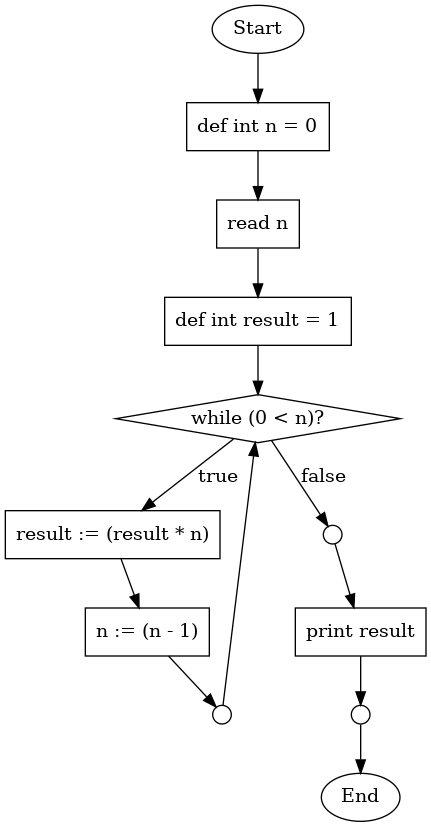 Start
def int n = 0
read n
def int result = 1
while (0 < n)?
true
false
result := (result * n)
n := (n - 1)
print result
End